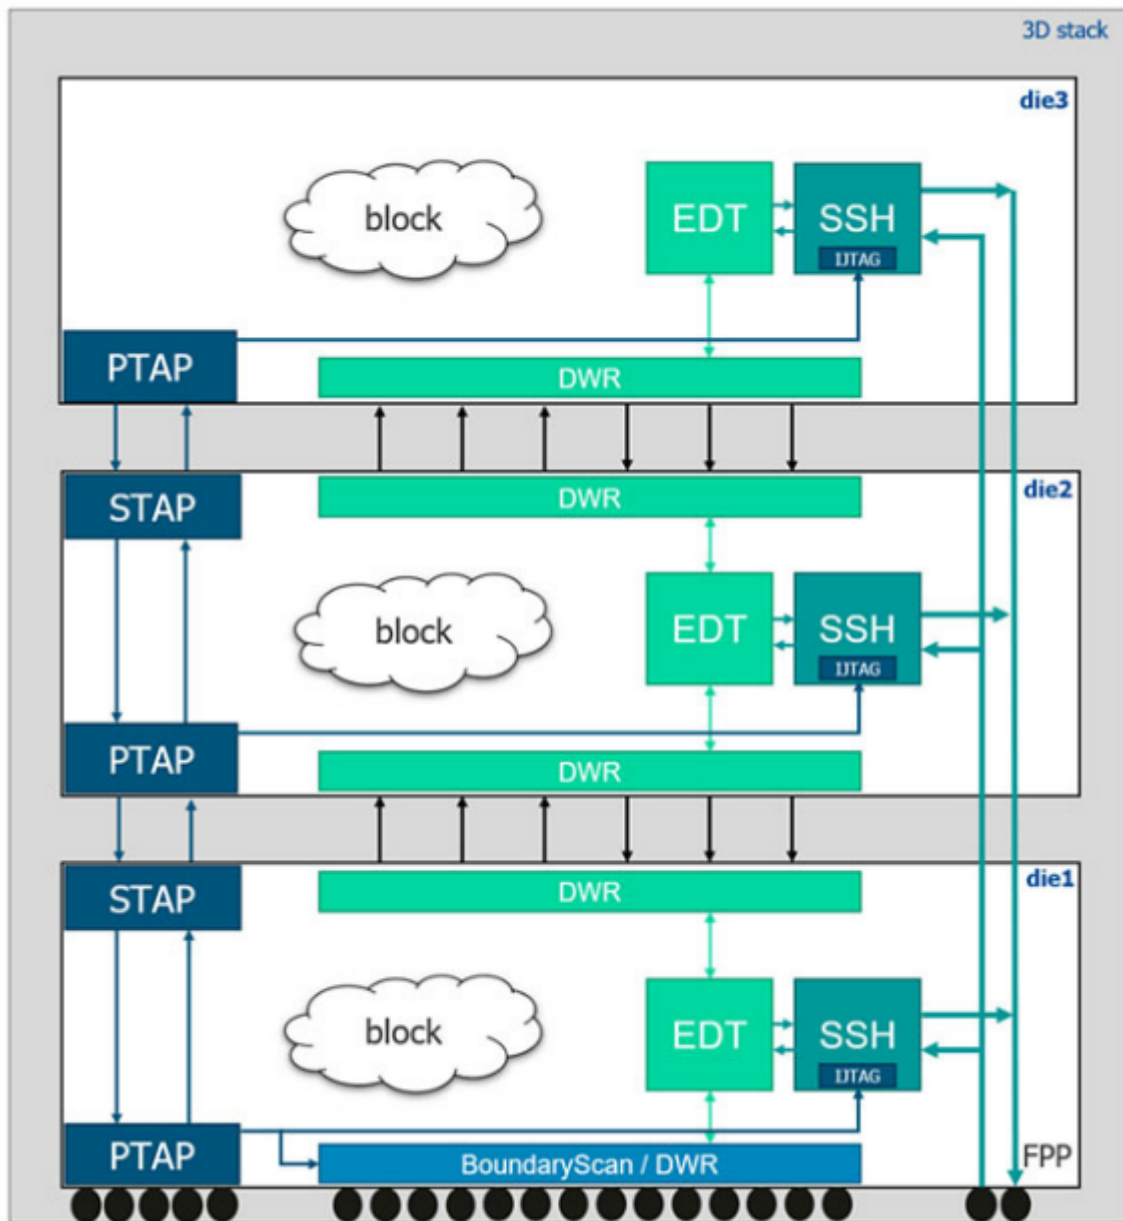 3D stack
die3
block
EDT
SSH
IJTAG
PTAP
DWR
STAP
DWR
die2
block
EDT
SSH
IJTAG
PTAP
DWR
STAP
DWR
die1
block
EDT
SSH
IJTAG
PTAP
BoundaryScan / DWR
FPP